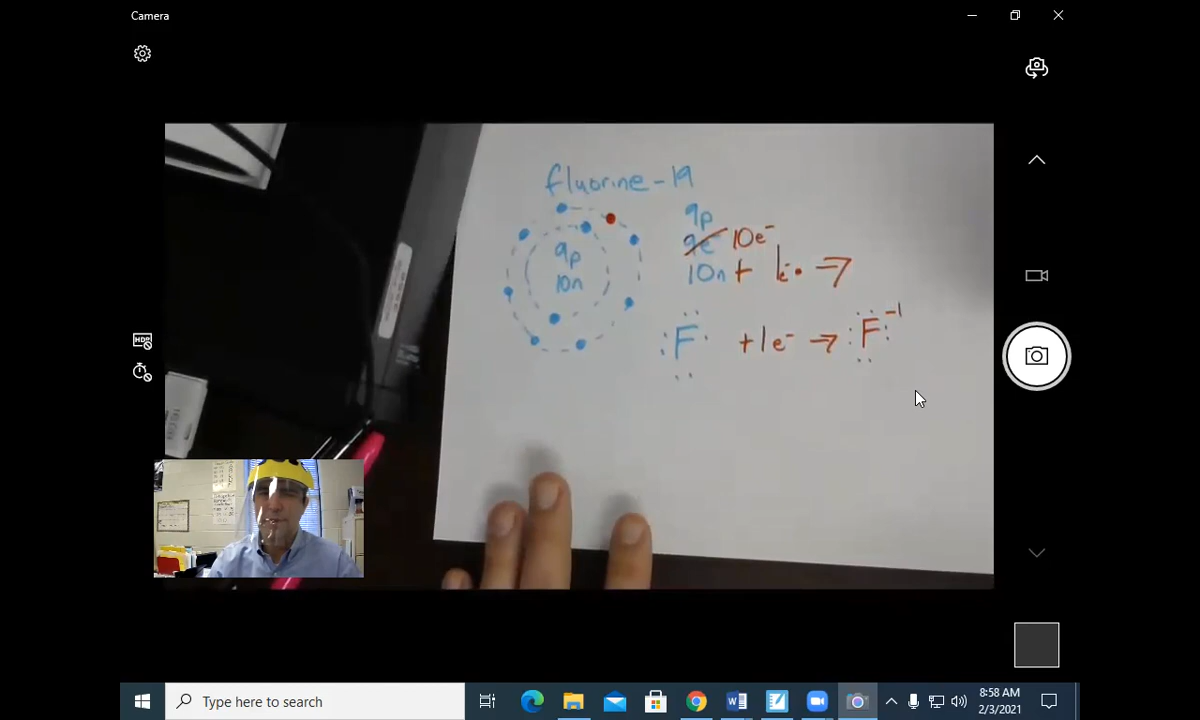 Camera
fluorine-19
9p
9e⁻ 10e⁻
9p
10n
10n + 1e⁻ • →
F + 1e⁻ → F⁻¹
Type here to search
8:58 AM
2/3/2021